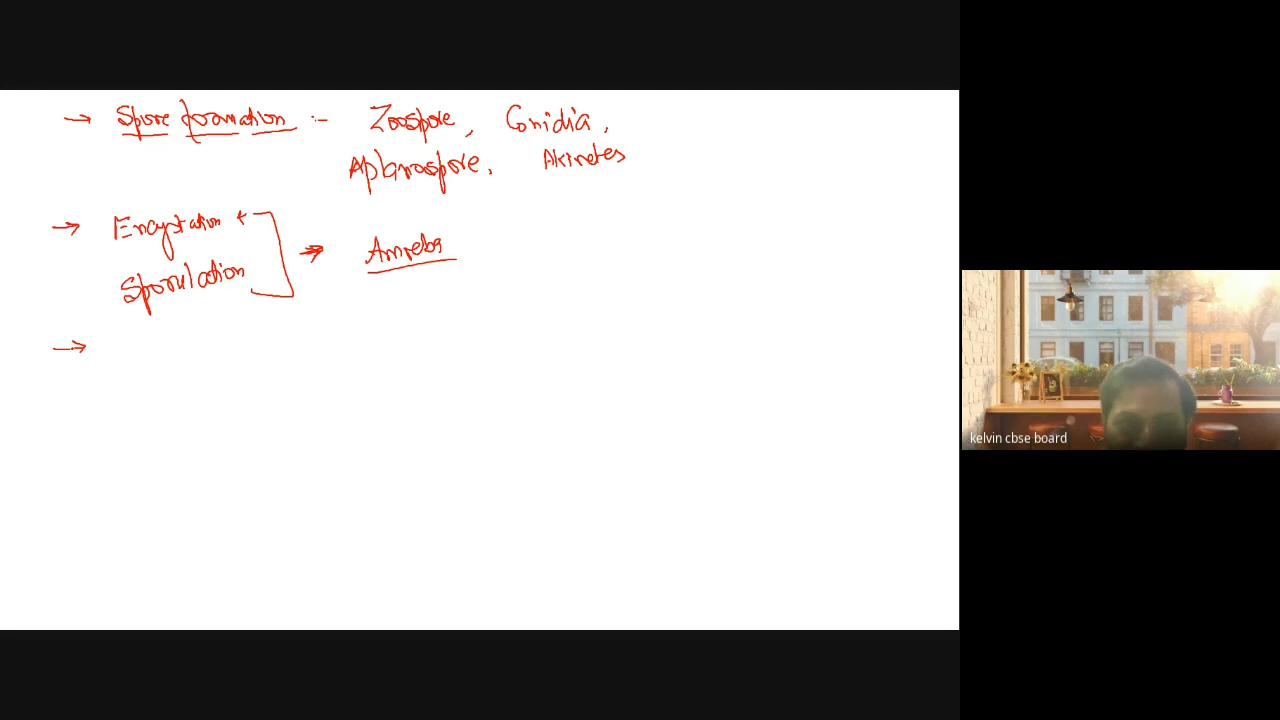 → Spore formation :- Zoospore, Conidia,
Aplanospore, Akinetes
→ Encystation +
Sporulation
→ Amoeba
→
kelvin cbse board